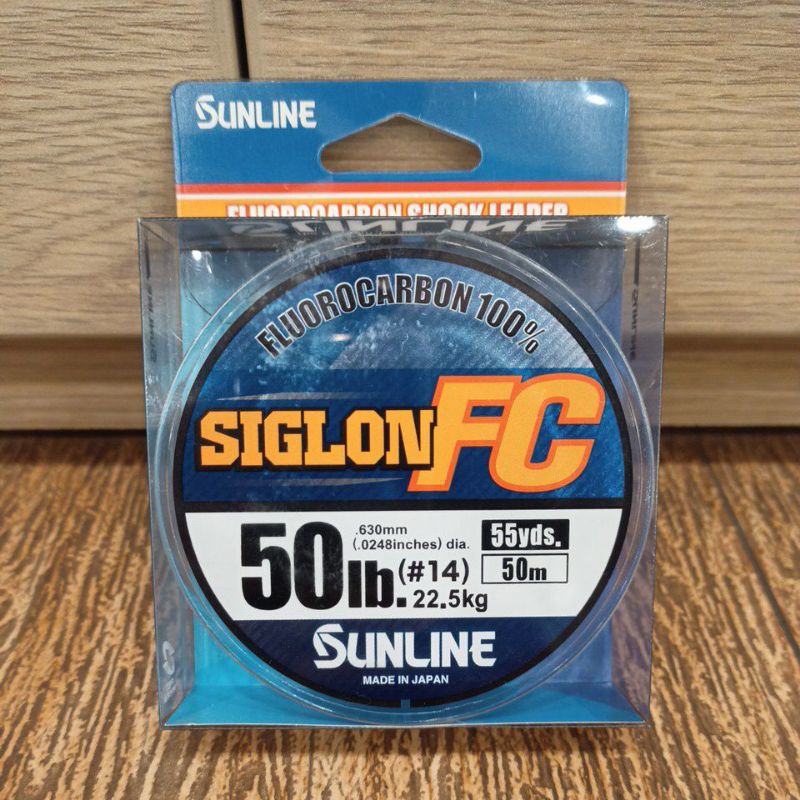 SUNLINE
FLUOROCARBON SHOCK LEADER
SUNLINE
FLUOROCARBON 100%
SIGLON FC
.630mm
(.0248inches) dia.
55yds.
50lb. (#14) 22.5kg
50m
SUNLINE
MADE IN JAPAN